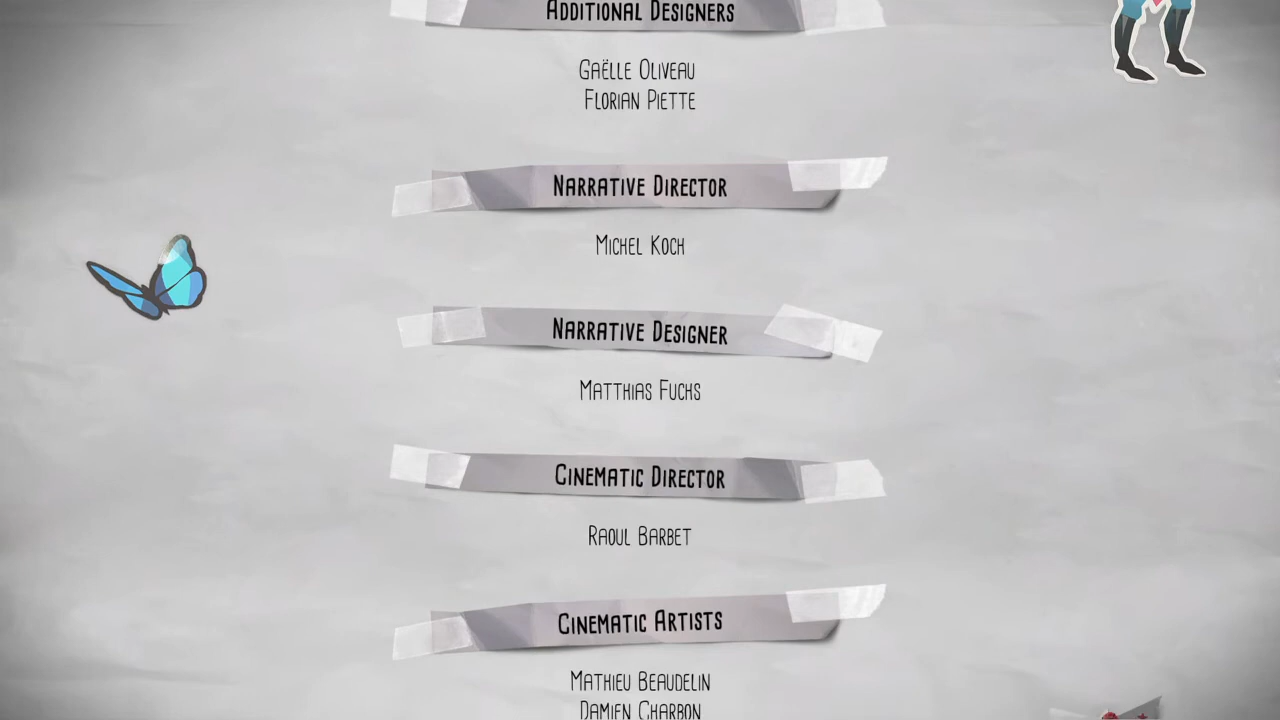 Additional Designers
Gaëlle Oliveau
Florian Piette
Narrative Director
Michel Koch
Narrative Designer
Matthias Fuchs
Cinematic Director
Raoul Barbet
Cinematic Artists
Mathieu Beaudelin
Damien Charbon